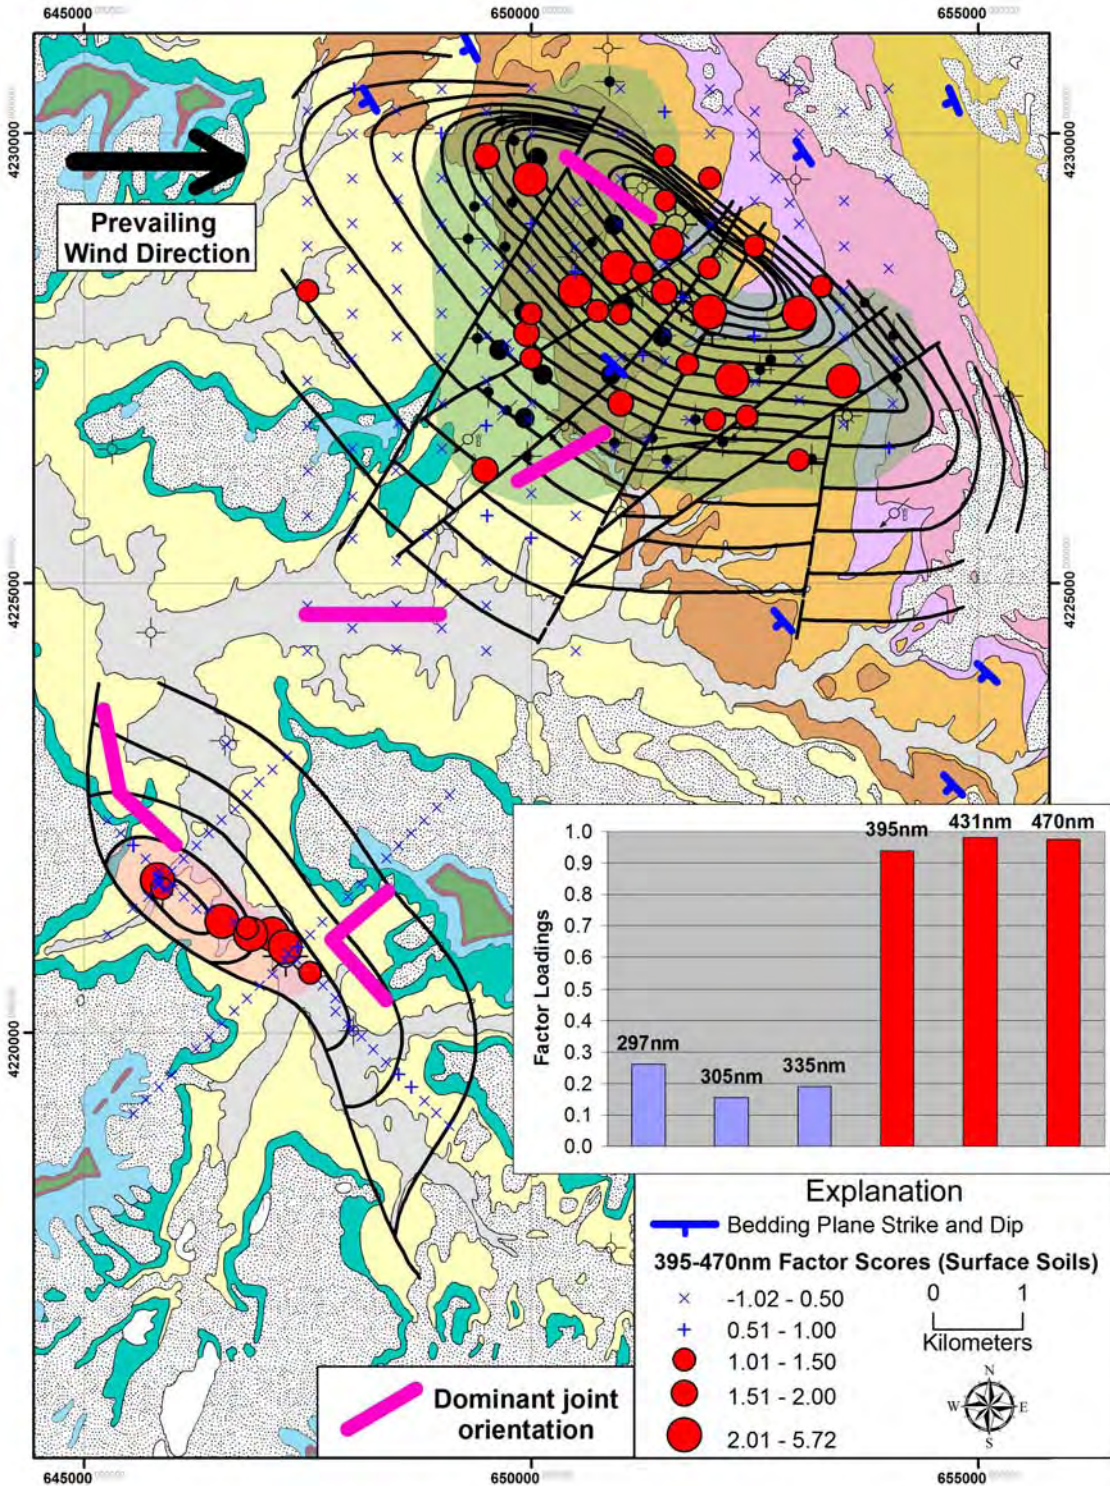 645000
650000
655000
4230000
4230000
Prevailing
Wind Direction
4225000
4225000
4220000
1.0
0.9
0.8
0.7
0.6
0.5
0.4
0.3
0.2
0.1
0.0
Factor Loadings
297nm
305nm
335nm
395nm
431nm
470nm
Explanation
Bedding Plane Strike and Dip
395-470nm Factor Scores (Surface Soils)
-1.02 - 0.50
0.51 - 1.00
1.01 - 1.50
1.51 - 2.00
2.01 - 5.72
0 1
Kilometers
N
W E
S
Dominant joint
orientation
645000
650000
655000